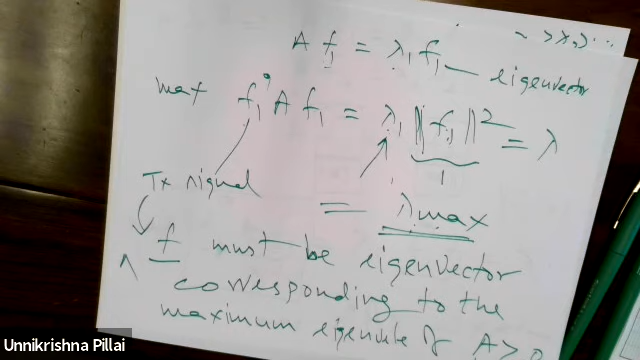 A f₁ = λ₁ f₁ — eigenvector
max f₁* A f₁ = λ₁ ||f₁||² = λ
1
Tx signal
= λmax
f must be eigenvector
corresponding to the
maximum eigenvalue of A>0
Unnikrishna Pillai